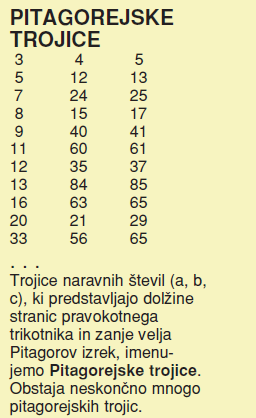 PITAGOREJSKE
TROJICE
3 4 5
5 12 13
7 24 25
8 15 17
9 40 41
11 60 61
12 35 37
13 84 85
16 63 65
20 21 29
33 56 65
. . .
Trojice naravnih števil (a, b,
c), ki predstavljajo dolžine
stranic pravokotnega
trikotnika in zanje velja
Pitagorov izrek, imenu-
jemo Pitagorejske trojice.
Obstaja neskončno mnogo
pitagorejskih trojic.